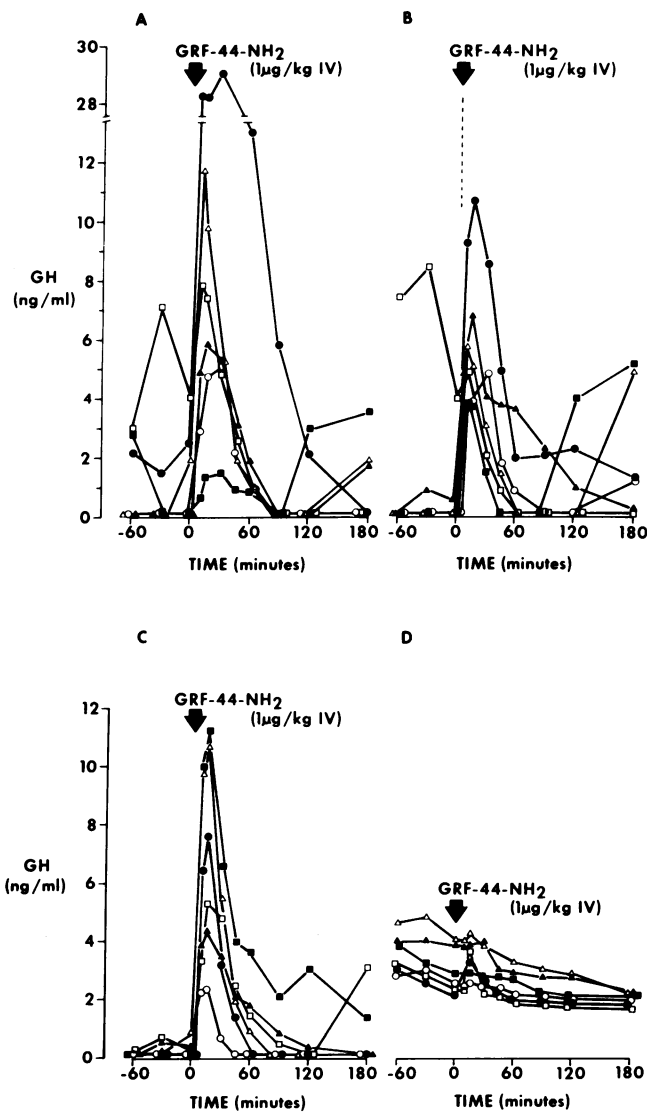 A
B
GRF-44-NH2
(1µg/kg IV)
GRF-44-NH2
(1µg/kg IV)
30
28
12
10
8
6
4
2
0
GH
(ng/ml)
-60
0
60
120
180
-60
0
60
120
180
TIME (minutes)
TIME (minutes)
C
D
GRF-44-NH2
(1µg/kg IV)
12
10
8
6
4
2
0
GH
(ng/ml)
GRF-44-NH2
(1µg/kg IV)
-60
0
60
120
180
-60
0
60
120
180
TIME (minutes)
TIME (minutes)